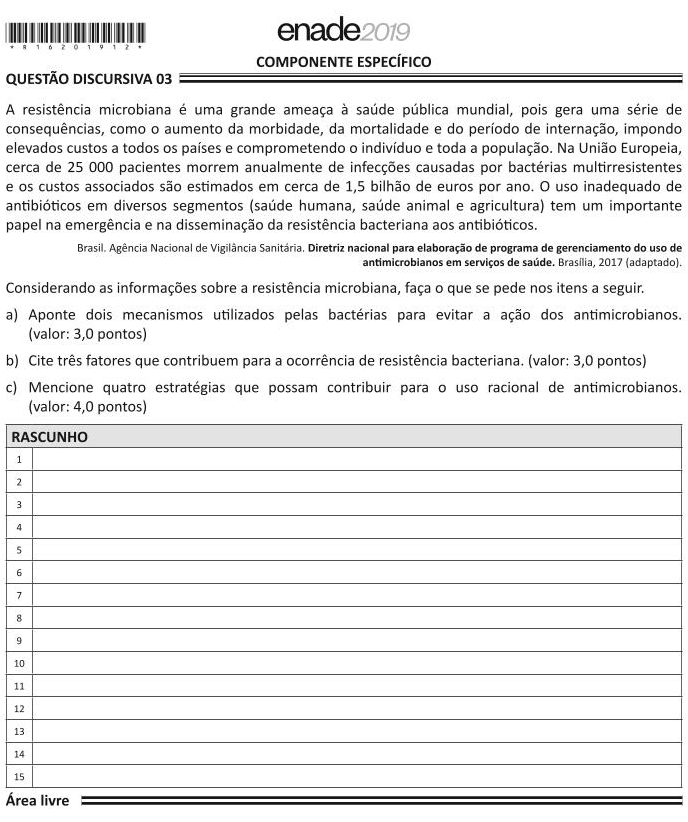 enade2019
*R1620191​2*
COMPONENTE ESPECÍFICO
QUESTÃO DISCURSIVA 03
A resistência microbiana é uma grande ameaça à saúde pública mundial, pois gera uma série de
consequências, como o aumento da morbidade, da mortalidade e do período de internação, impondo
elevados custos a todos os países e comprometendo o indivíduo e toda a população. Na União Europeia,
cerca de 25 000 pacientes morrem anualmente de infecções causadas por bactérias multirresistentes
e os custos associados são estimados em cerca de 1,5 bilhão de euros por ano. O uso inadequado de
antibióticos em diversos segmentos (saúde humana, saúde animal e agricultura) tem um importante
papel na emergência e na disseminação da resistência bacteriana aos antibióticos.
Brasil. Agência Nacional de Vigilância Sanitária. Diretriz nacional para elaboração de programa de gerenciamento do uso de
antimicrobianos em serviços de saúde. Brasília, 2017 (adaptado).
Considerando as informações sobre a resistência microbiana, faça o que se pede nos itens a seguir.
a) Aponte dois mecanismos utilizados pelas bactérias para evitar a ação dos antimicrobianos.
(valor: 3,0 pontos)
b) Cite três fatores que contribuem para a ocorrência de resistência bacteriana. (valor: 3,0 pontos)
c) Mencione quatro estratégias que possam contribuir para o uso racional de antimicrobianos.
(valor: 4,0 pontos)
RASCUNHO
1
2
3
4
5
6
7
8
9
10
11
12
13
14
15
Área livre